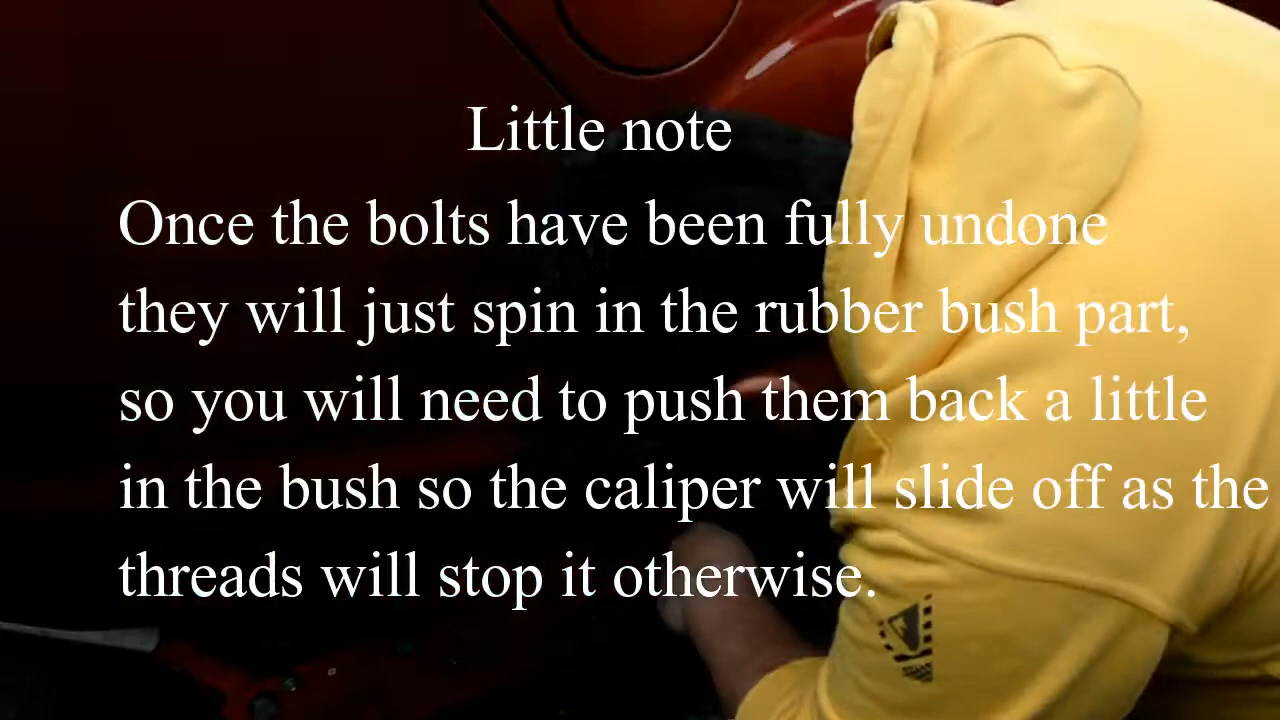 Little note
Once the bolts have been fully undone
they will just spin in the rubber bush part,
so you will need to push them back a little
in the bush so the caliper will slide off as the
threads will stop it otherwise.